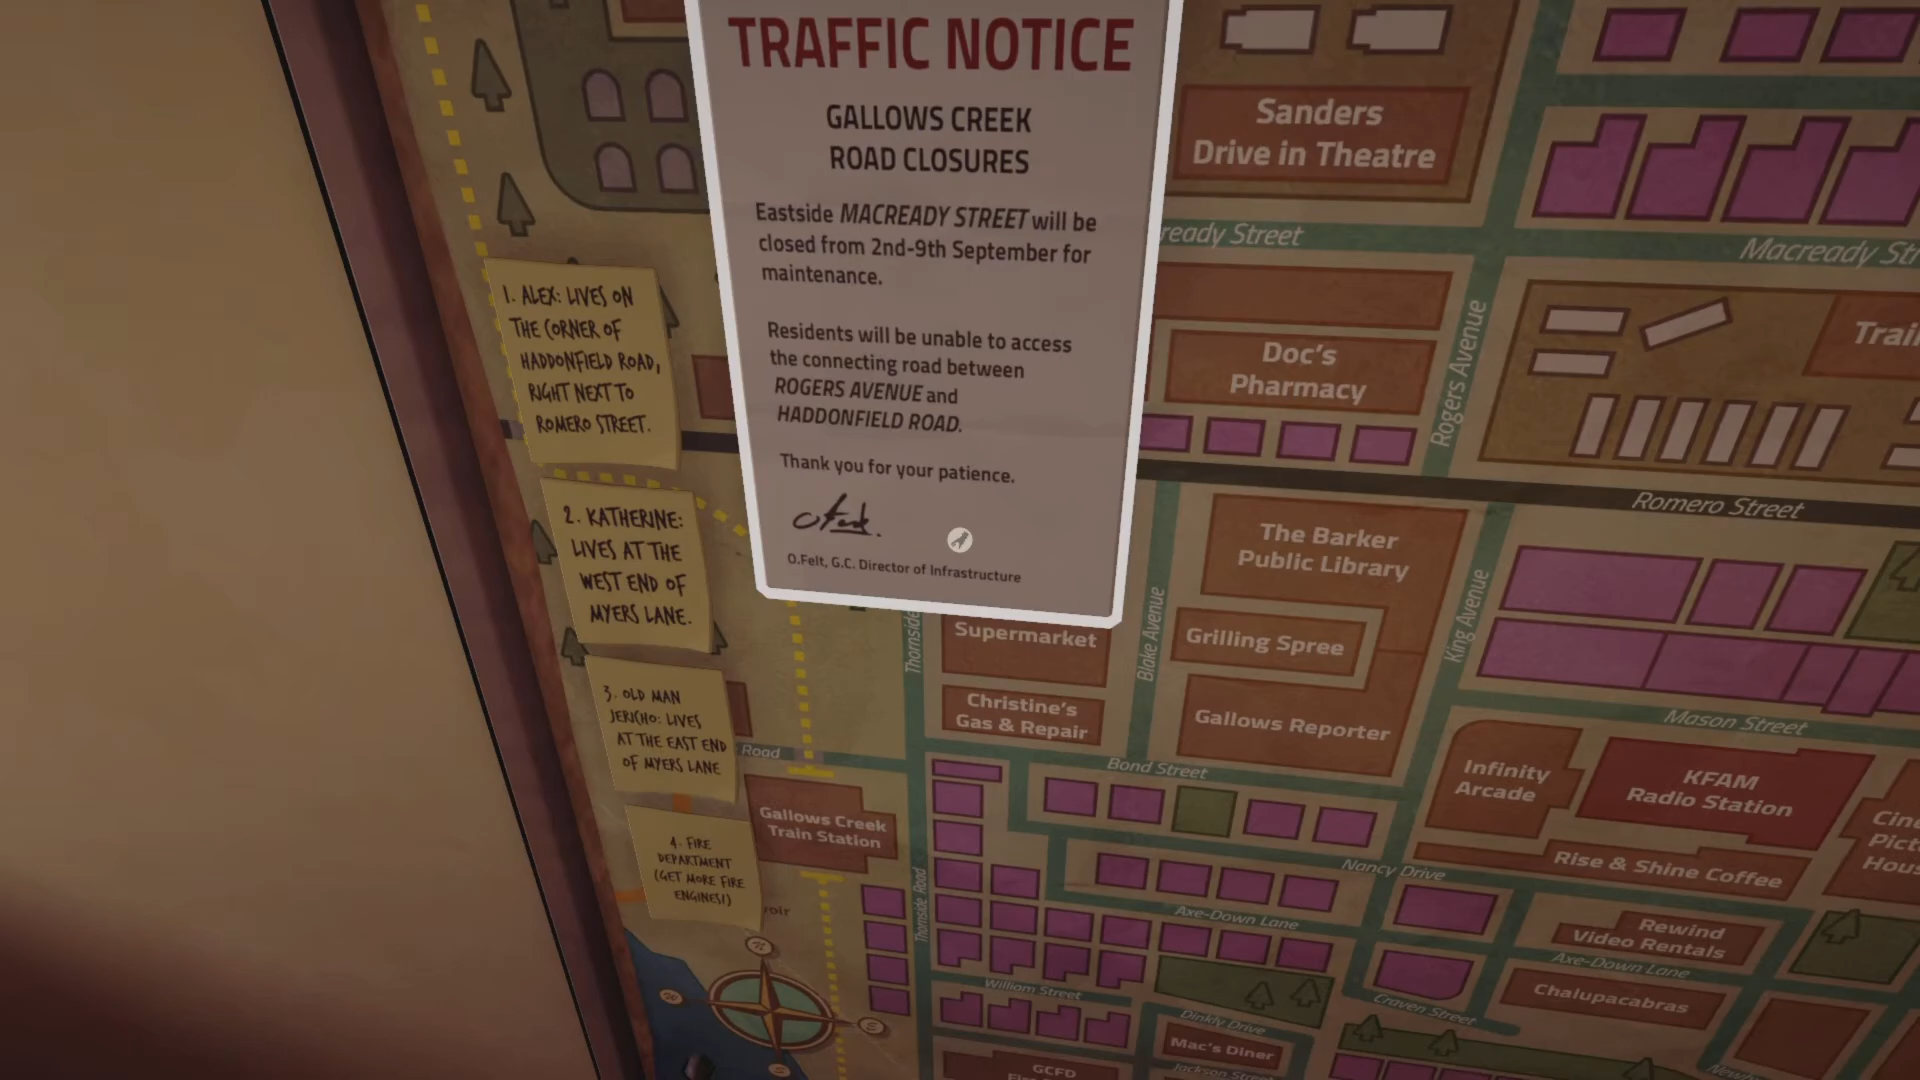 TRAFFIC NOTICE
GALLOWS CREEK
ROAD CLOSURES
Eastside MACREADY STREET will be
closed from 2nd-9th September for
maintenance.
Residents will be unable to access
the connecting road between
ROGERS AVENUE and
HADDONFIELD ROAD.
Thank you for your patience.
O.Felt, G.C. Director of Infrastructure
1. ALEX: LIVES ON
THE CORNER OF
HADDONFIELD ROAD,
RIGHT NEXT TO
ROMERO STREET.
2. KATHERINE:
LIVES AT THE
WEST END OF
MYERS LANE.
3. OLD MAN
JERICHO: LIVES
AT THE EAST END
OF MYERS LANE
4. FIRE
DEPARTMENT
(GET MORE FIRE
ENGINES!)
Sanders
Drive in Theatre
Macready
Doc's
Pharmacy
Rogers Avenue
Romero Street
The Barker
Public Library
Grilling Spree
Gallows Reporter
Supermarket
Christine's
Gas & Repair
Blake Avenue
King Avenue
Mason Street
Road
Bond Street
Infinity
Arcade
KFAM
Radio Station
Gallows Creek
Train Station
Nancy Drive
Rise & Shine Coffee
Thornside Road
Axe-Down Lane
Rewind
Video Rentals
Axe-Down Lane
William Street
Craven Street
Chalupacabras
Dinkly Drive
Mac's Diner
GCFD
N
W
E
S